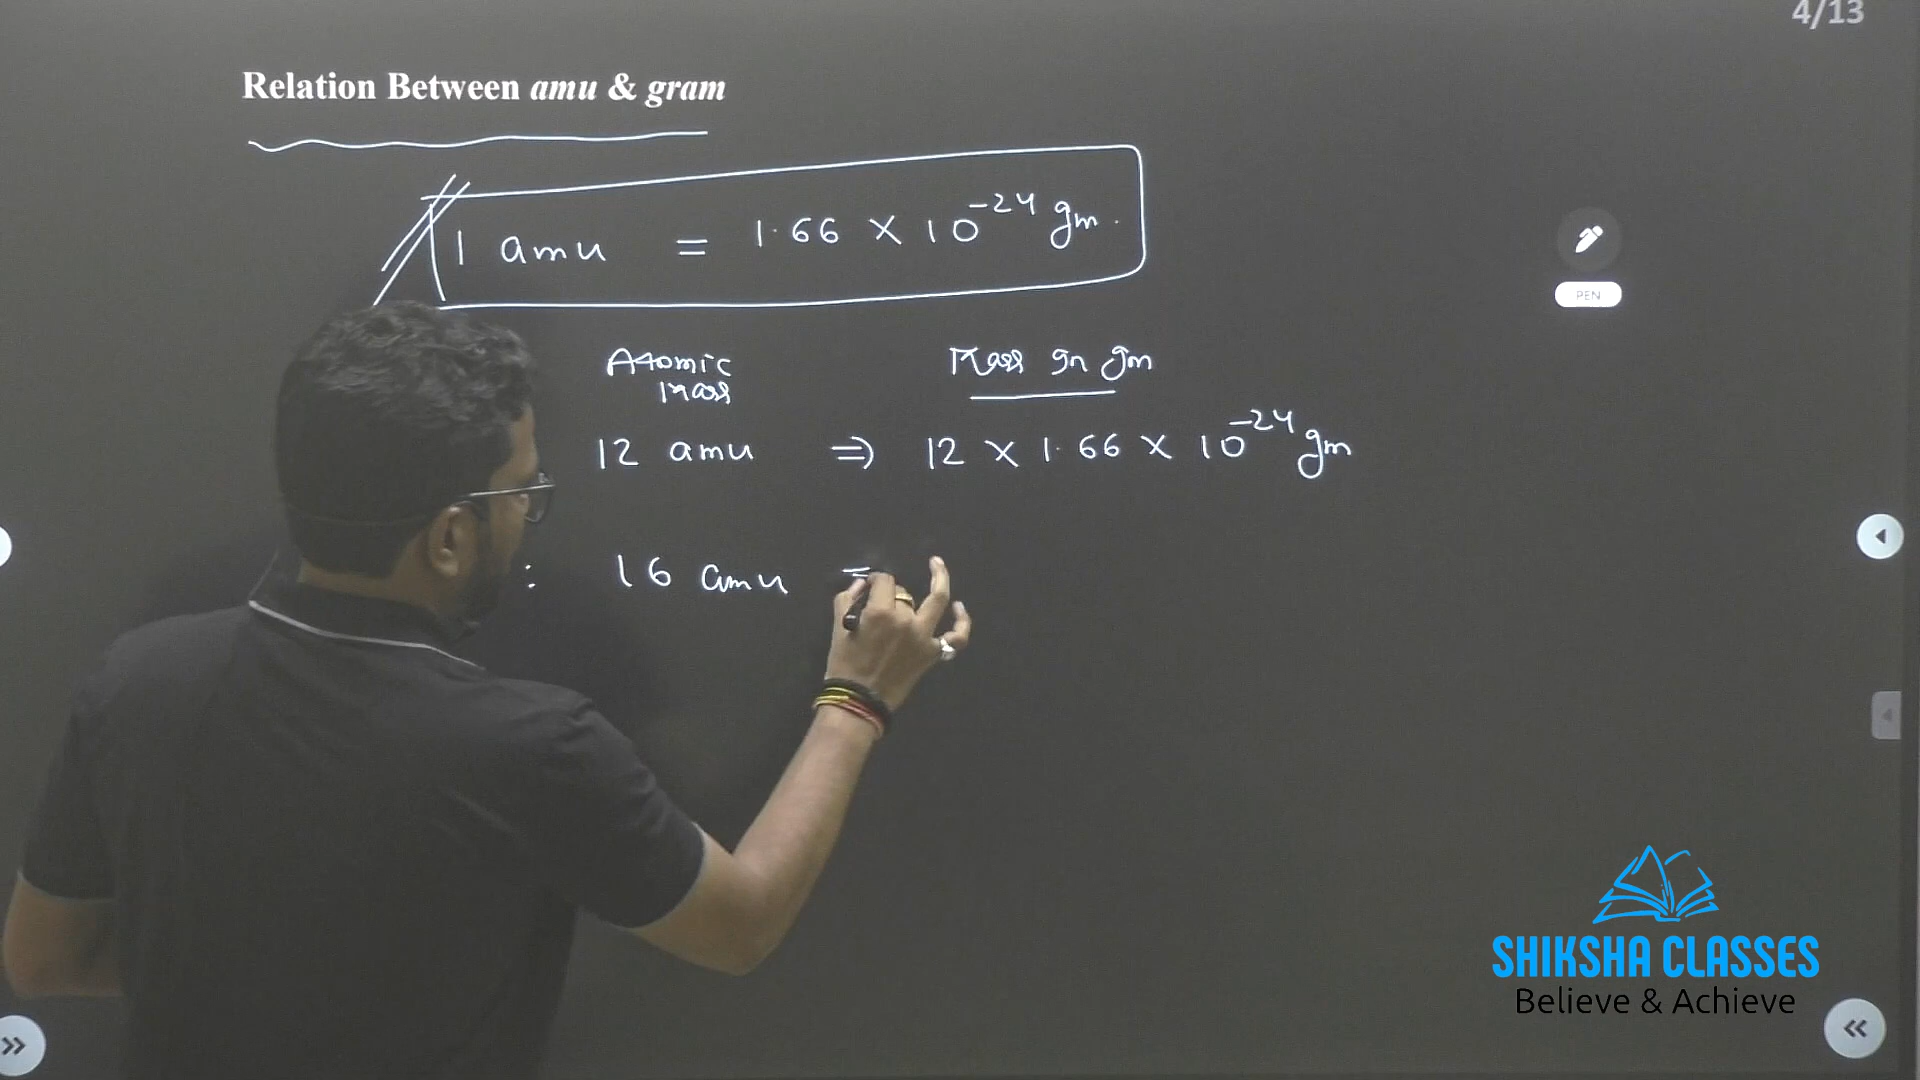 4/13
Relation Between amu & gram
1 amu = 1.66 × 10⁻²⁴ gm.
PEN
Atomic Mass
Mass in gm
12 amu ⇒ 12 × 1.66 × 10⁻²⁴ gm
: 16 amu =
SHIKSHA CLASSES
Believe & Achieve